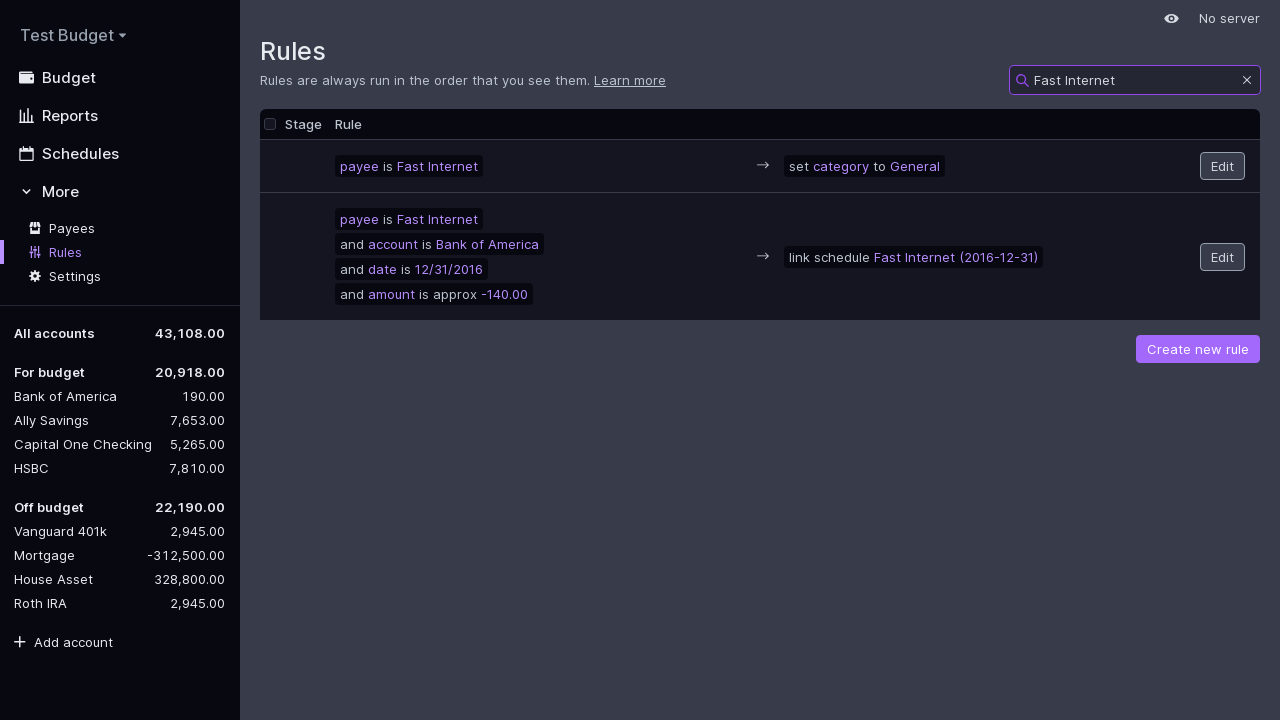 Test Budget
Budget
Reports
Schedules
More
Payees
Rules
Settings
All accounts 43,108.00
For budget 20,918.00
Bank of America 190.00
Ally Savings 7,653.00
Capital One Checking 5,265.00
HSBC 7,810.00
Off budget 22,190.00
Vanguard 401k 2,945.00
Mortgage -312,500.00
House Asset 328,800.00
Roth IRA 2,945.00
Add account
No server
Rules
Rules are always run in the order that you see them. Learn more
Fast Internet
Stage Rule
payee is Fast Internet → set category to General Edit
payee is Fast Internet
and account is Bank of America
and date is 12/31/2016
and amount is approx -140.00
→ link schedule Fast Internet (2016-12-31) Edit
Create new rule